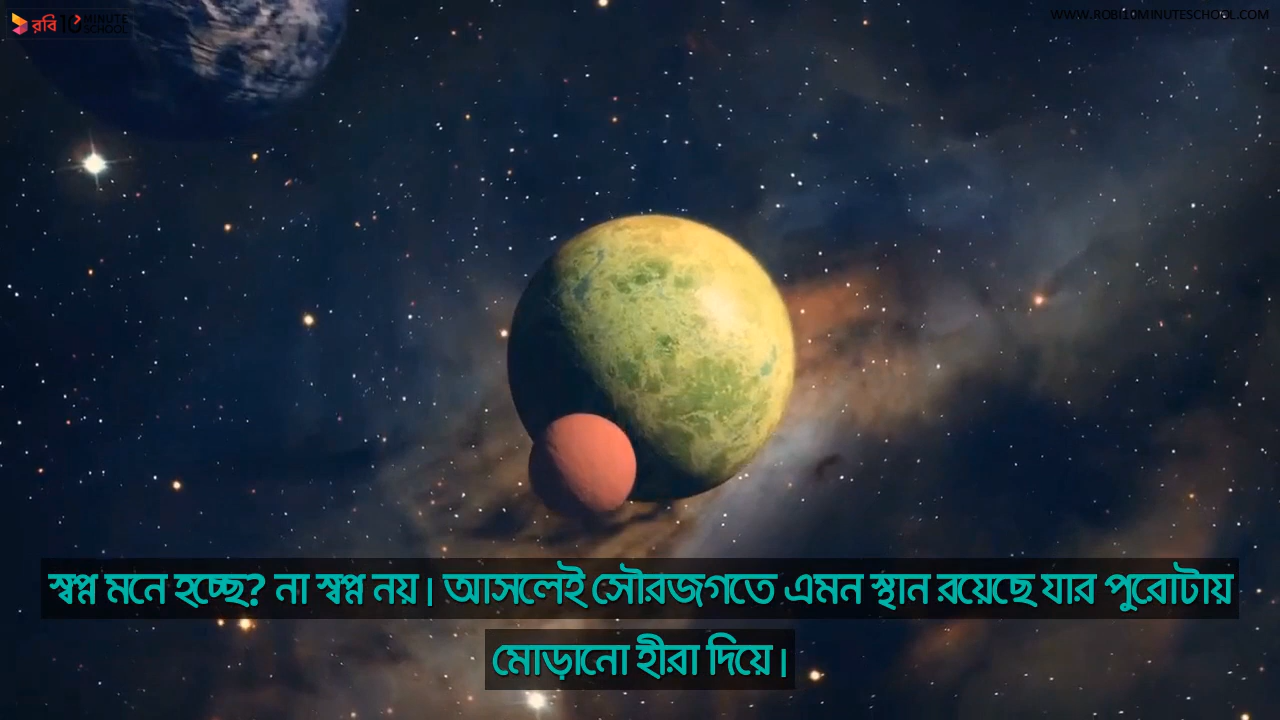 রবি 10 MINUTE SCHOOL
WWW.ROBI10MINUTESCHOOL.COM
স্বপ্ন মনে হচ্ছে? না স্বপ্ন নয়। আসলেই সৌরজগতে এমন স্থান রয়েছে যার পুরোটায়
মোড়ানো হীরা দিয়ে।